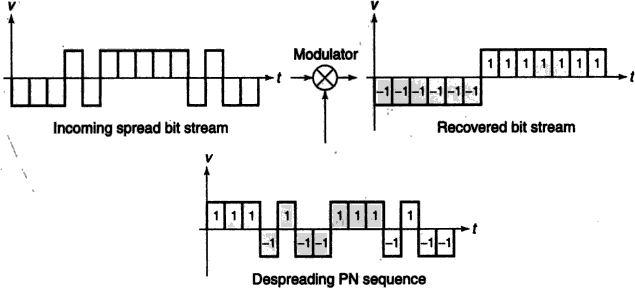 v
v
Modulator
t
1 1 1 1 1 1 1
t
-1 -1 -1 -1 -1 -1
Incoming spread bit stream
Recovered bit stream
v
1 1 1 1 1 1 1 1
t
-1 -1 -1 -1 -1 -1
Despreading PN sequence